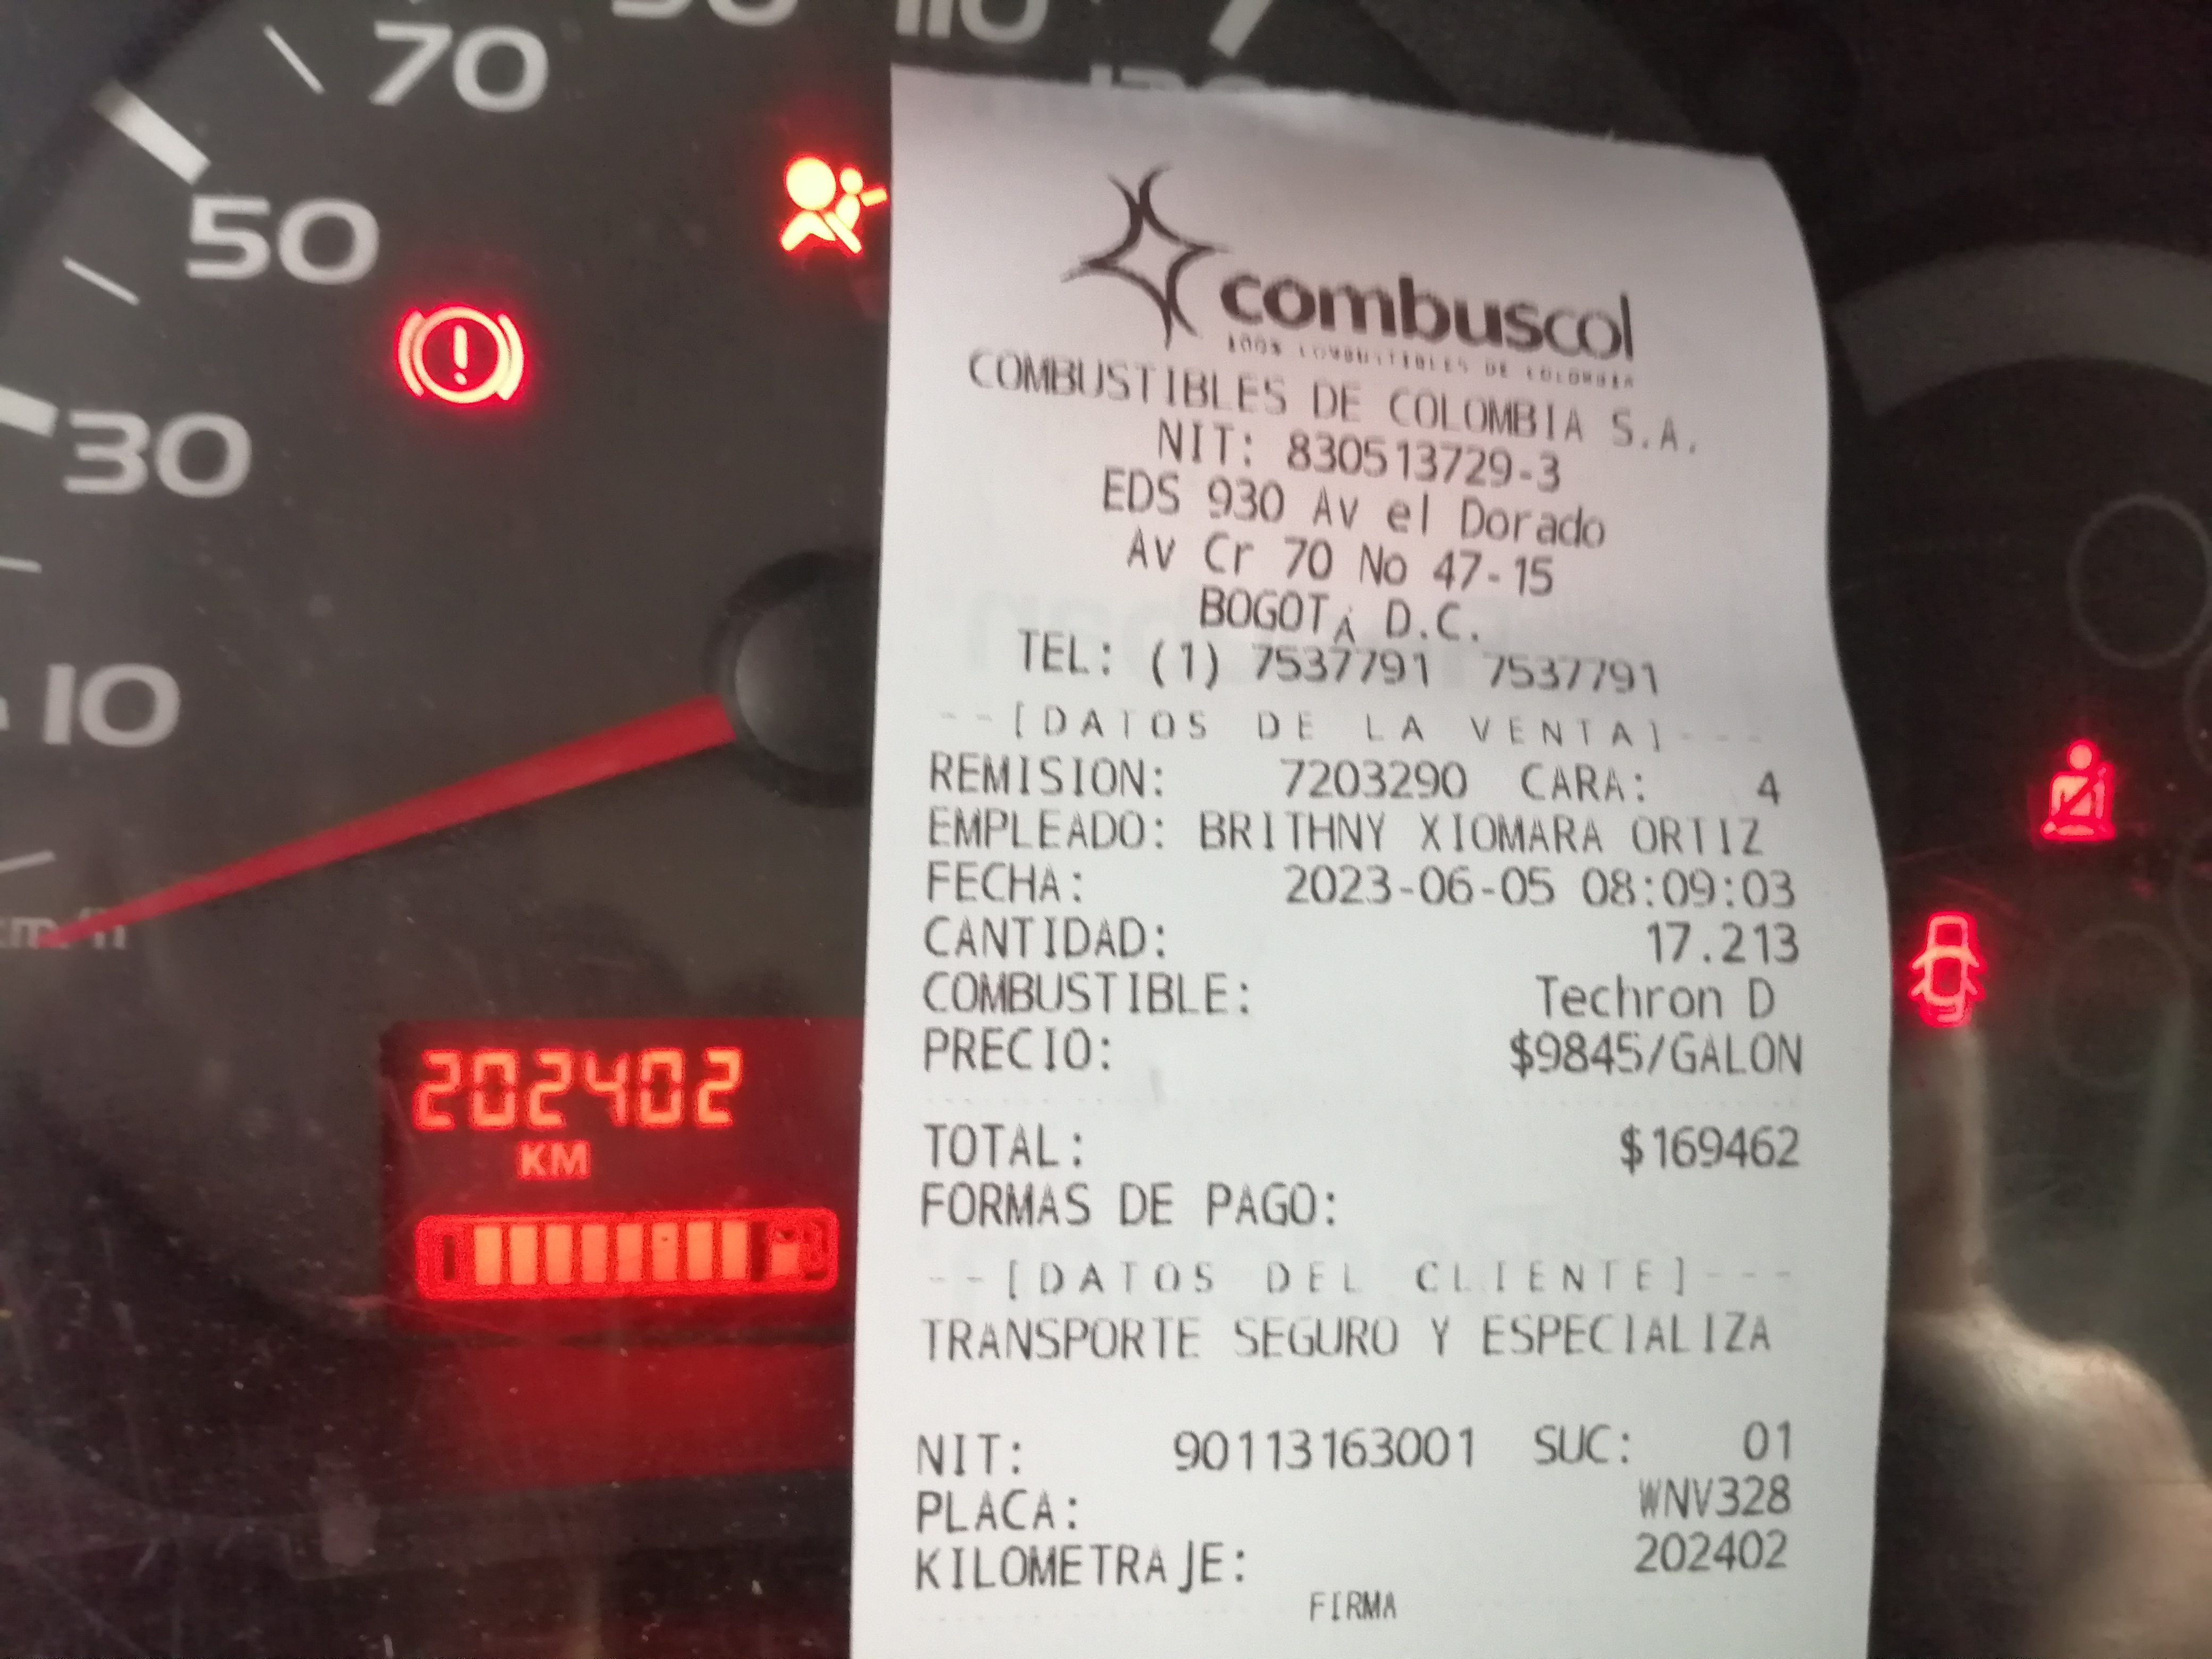 70
50
30
10
110
km/h
202402
KM
combuscol
100% COMBUSTIBLES DE COLOMBIA
COMBUSTIBLES DE COLOMBIA S.A.
NIT: 830513729-3
EDS 930 Av el Dorado
Av Cr 70 No 47-15
BOGOTÁ D.C.
TEL: (1) 7537791 7537791
--[DATOS DE LA VENTA]---
REMISION: 7203290 CARA: 4
EMPLEADO: BRITHNY XIOMARA ORTIZ
FECHA: 2023-06-05 08:09:03
CANTIDAD: 17.213
COMBUSTIBLE: Techron D
PRECIO: $9845/GALON
TOTAL: $169462
FORMAS DE PAGO:
--[DATOS DEL CLIENTE]---
TRANSPORTE SEGURO Y ESPECIALIZA
NIT: 90113163001 SUC: 01
PLACA: WNV328
KILOMETRAJE: 202402
FIRMA